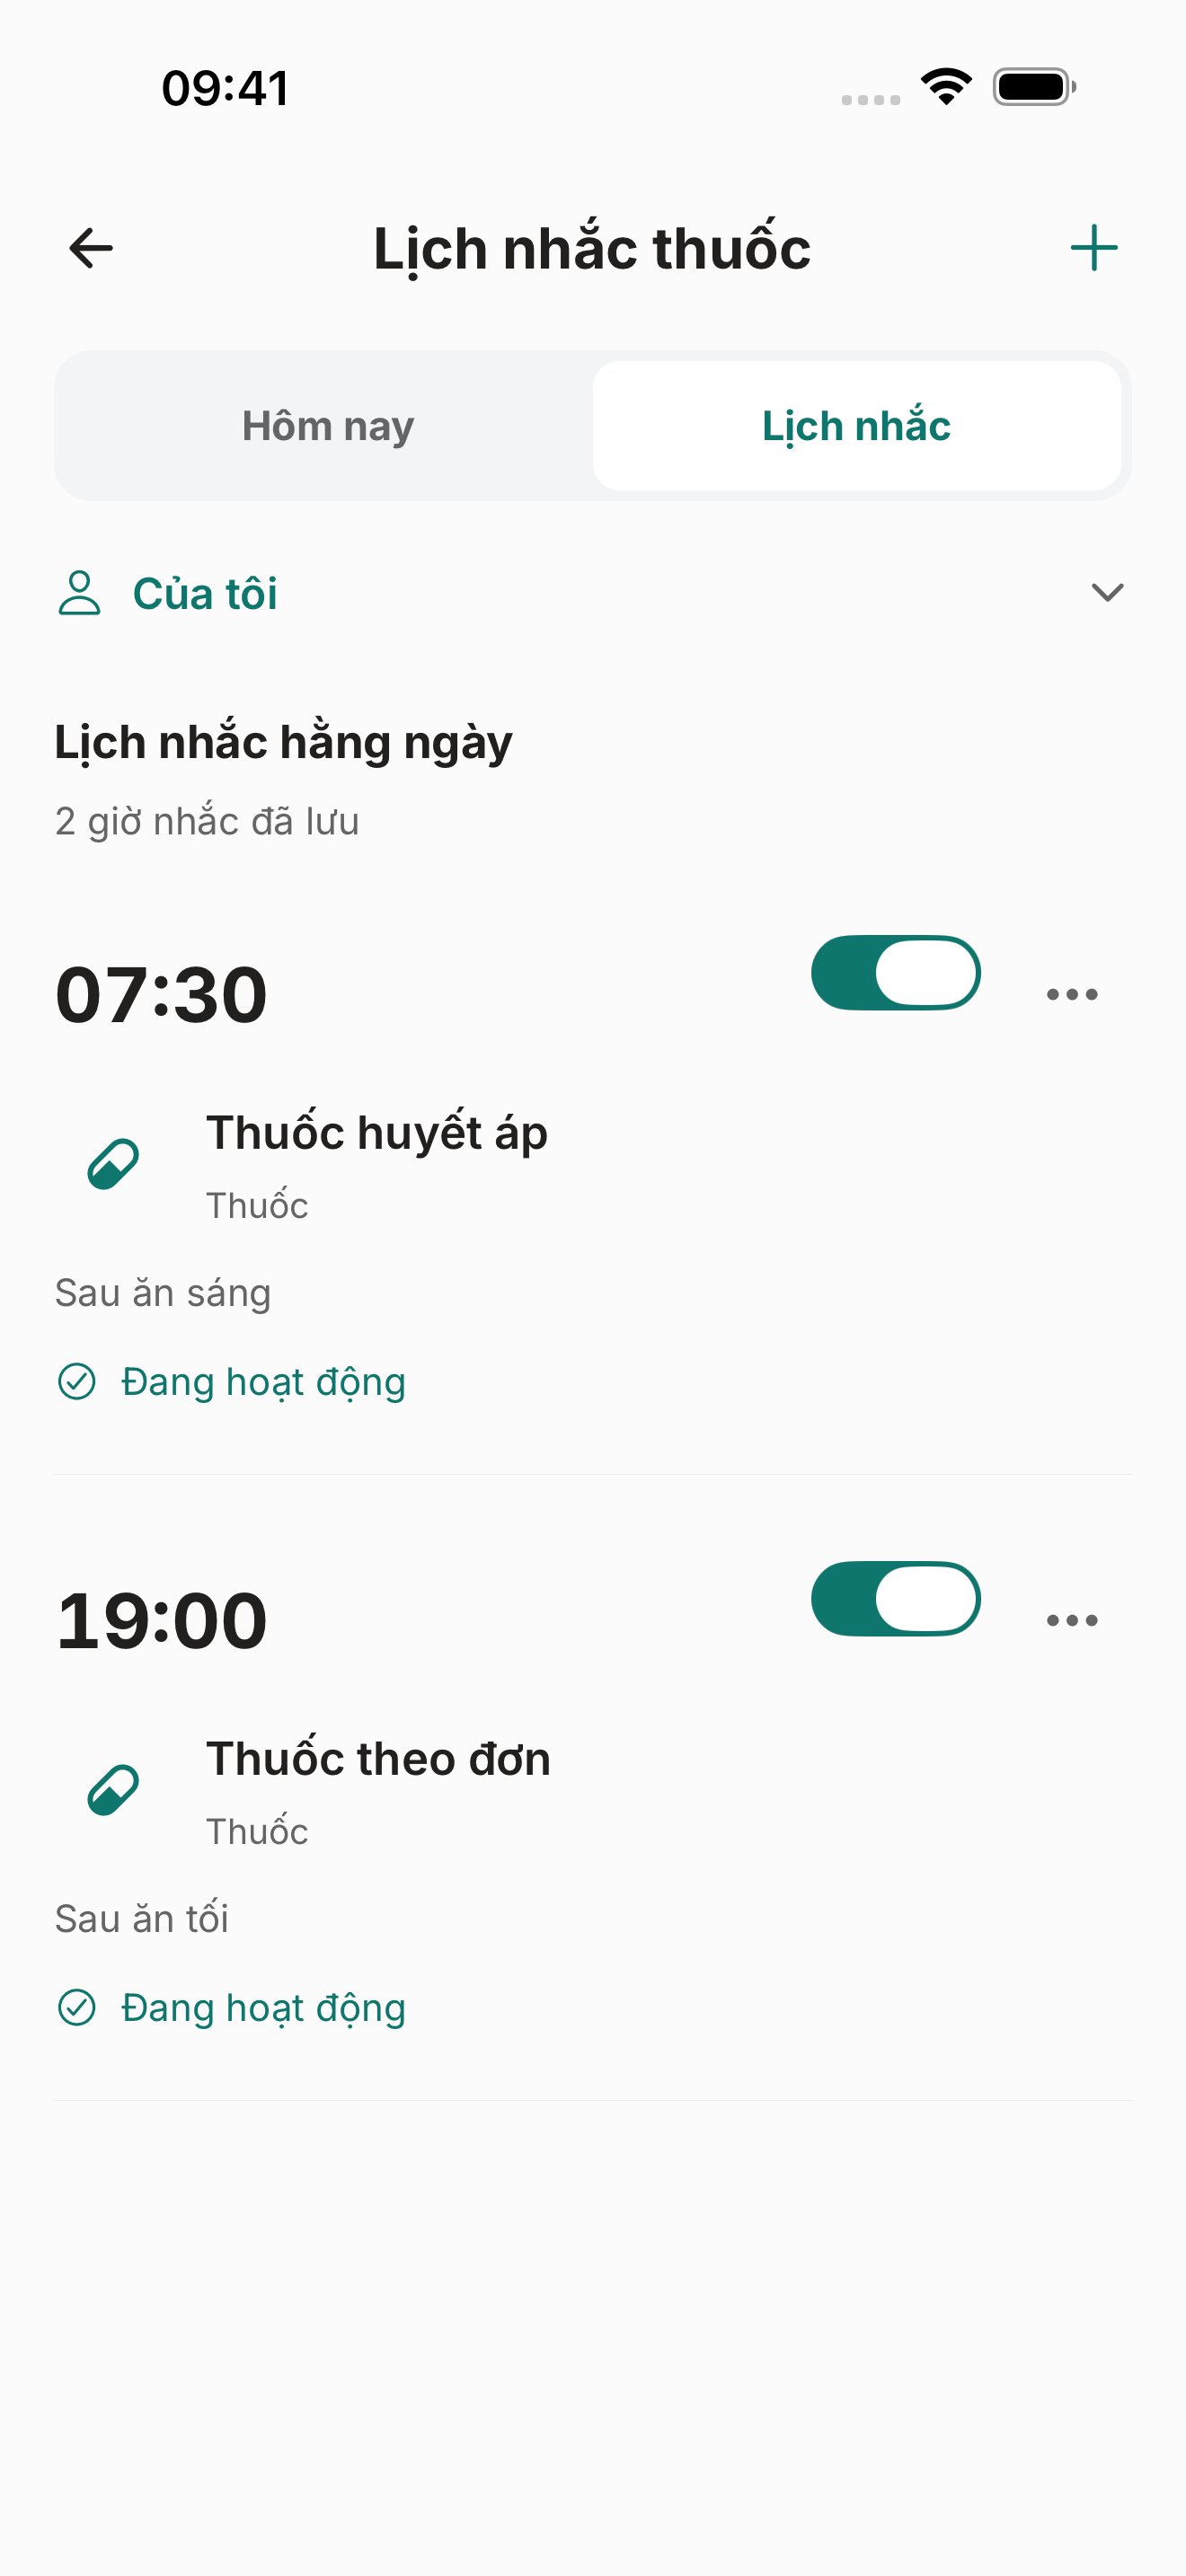 09:41
Lịch nhắc thuốc
Hôm nay
Lịch nhắc
Của tôi
Lịch nhắc hằng ngày
2 giờ nhắc đã lưu
07:30
Thuốc huyết áp
Thuốc
Sau ăn sáng
Đang hoạt động
19:00
Thuốc theo đơn
Thuốc
Sau ăn tối
Đang hoạt động